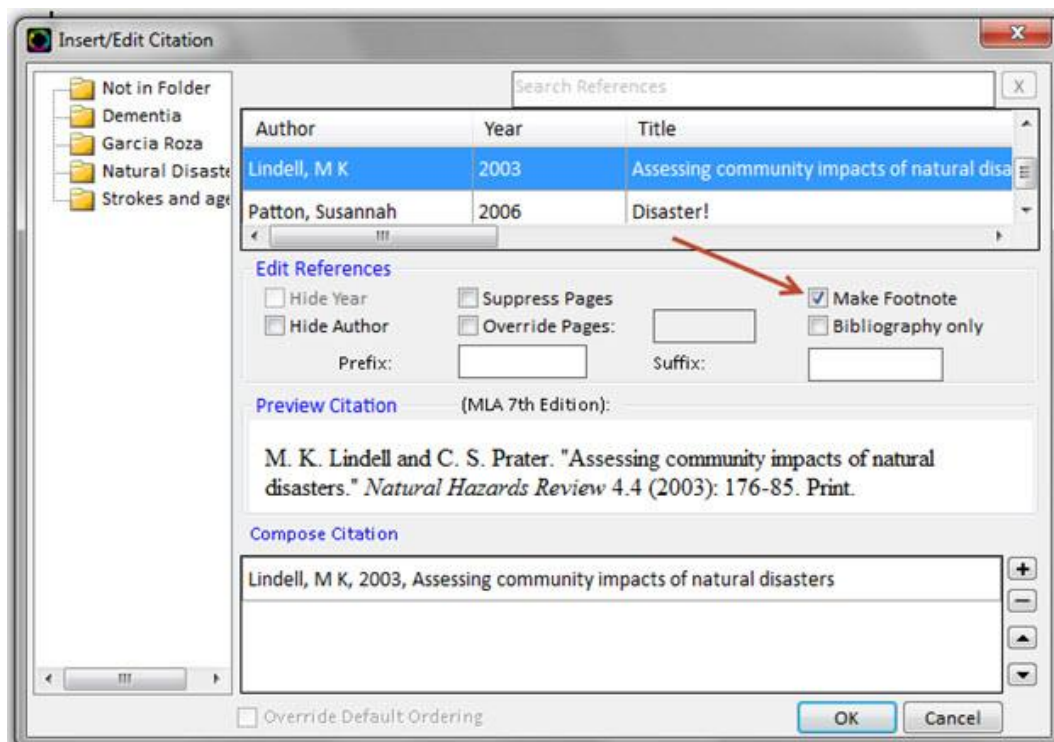 Insert/Edit Citation
Not in Folder
Dementia
Garcia Roza
Natural Disaste
Strokes and age
Search References
X
Author Year Title
Lindell, M K 2003 Assessing community impacts of natural disa
Patton, Susannah 2006 Disaster!
Edit References
Hide Year Suppress Pages Make Footnote
Hide Author Override Pages: Bibliography only
Prefix: Suffix:
Preview Citation (MLA 7th Edition):
M. K. Lindell and C. S. Prater. "Assessing community impacts of natural
disasters." Natural Hazards Review 4.4 (2003): 176-85. Print.
Compose Citation
Lindell, M K, 2003, Assessing community impacts of natural disasters
Override Default Ordering OK Cancel